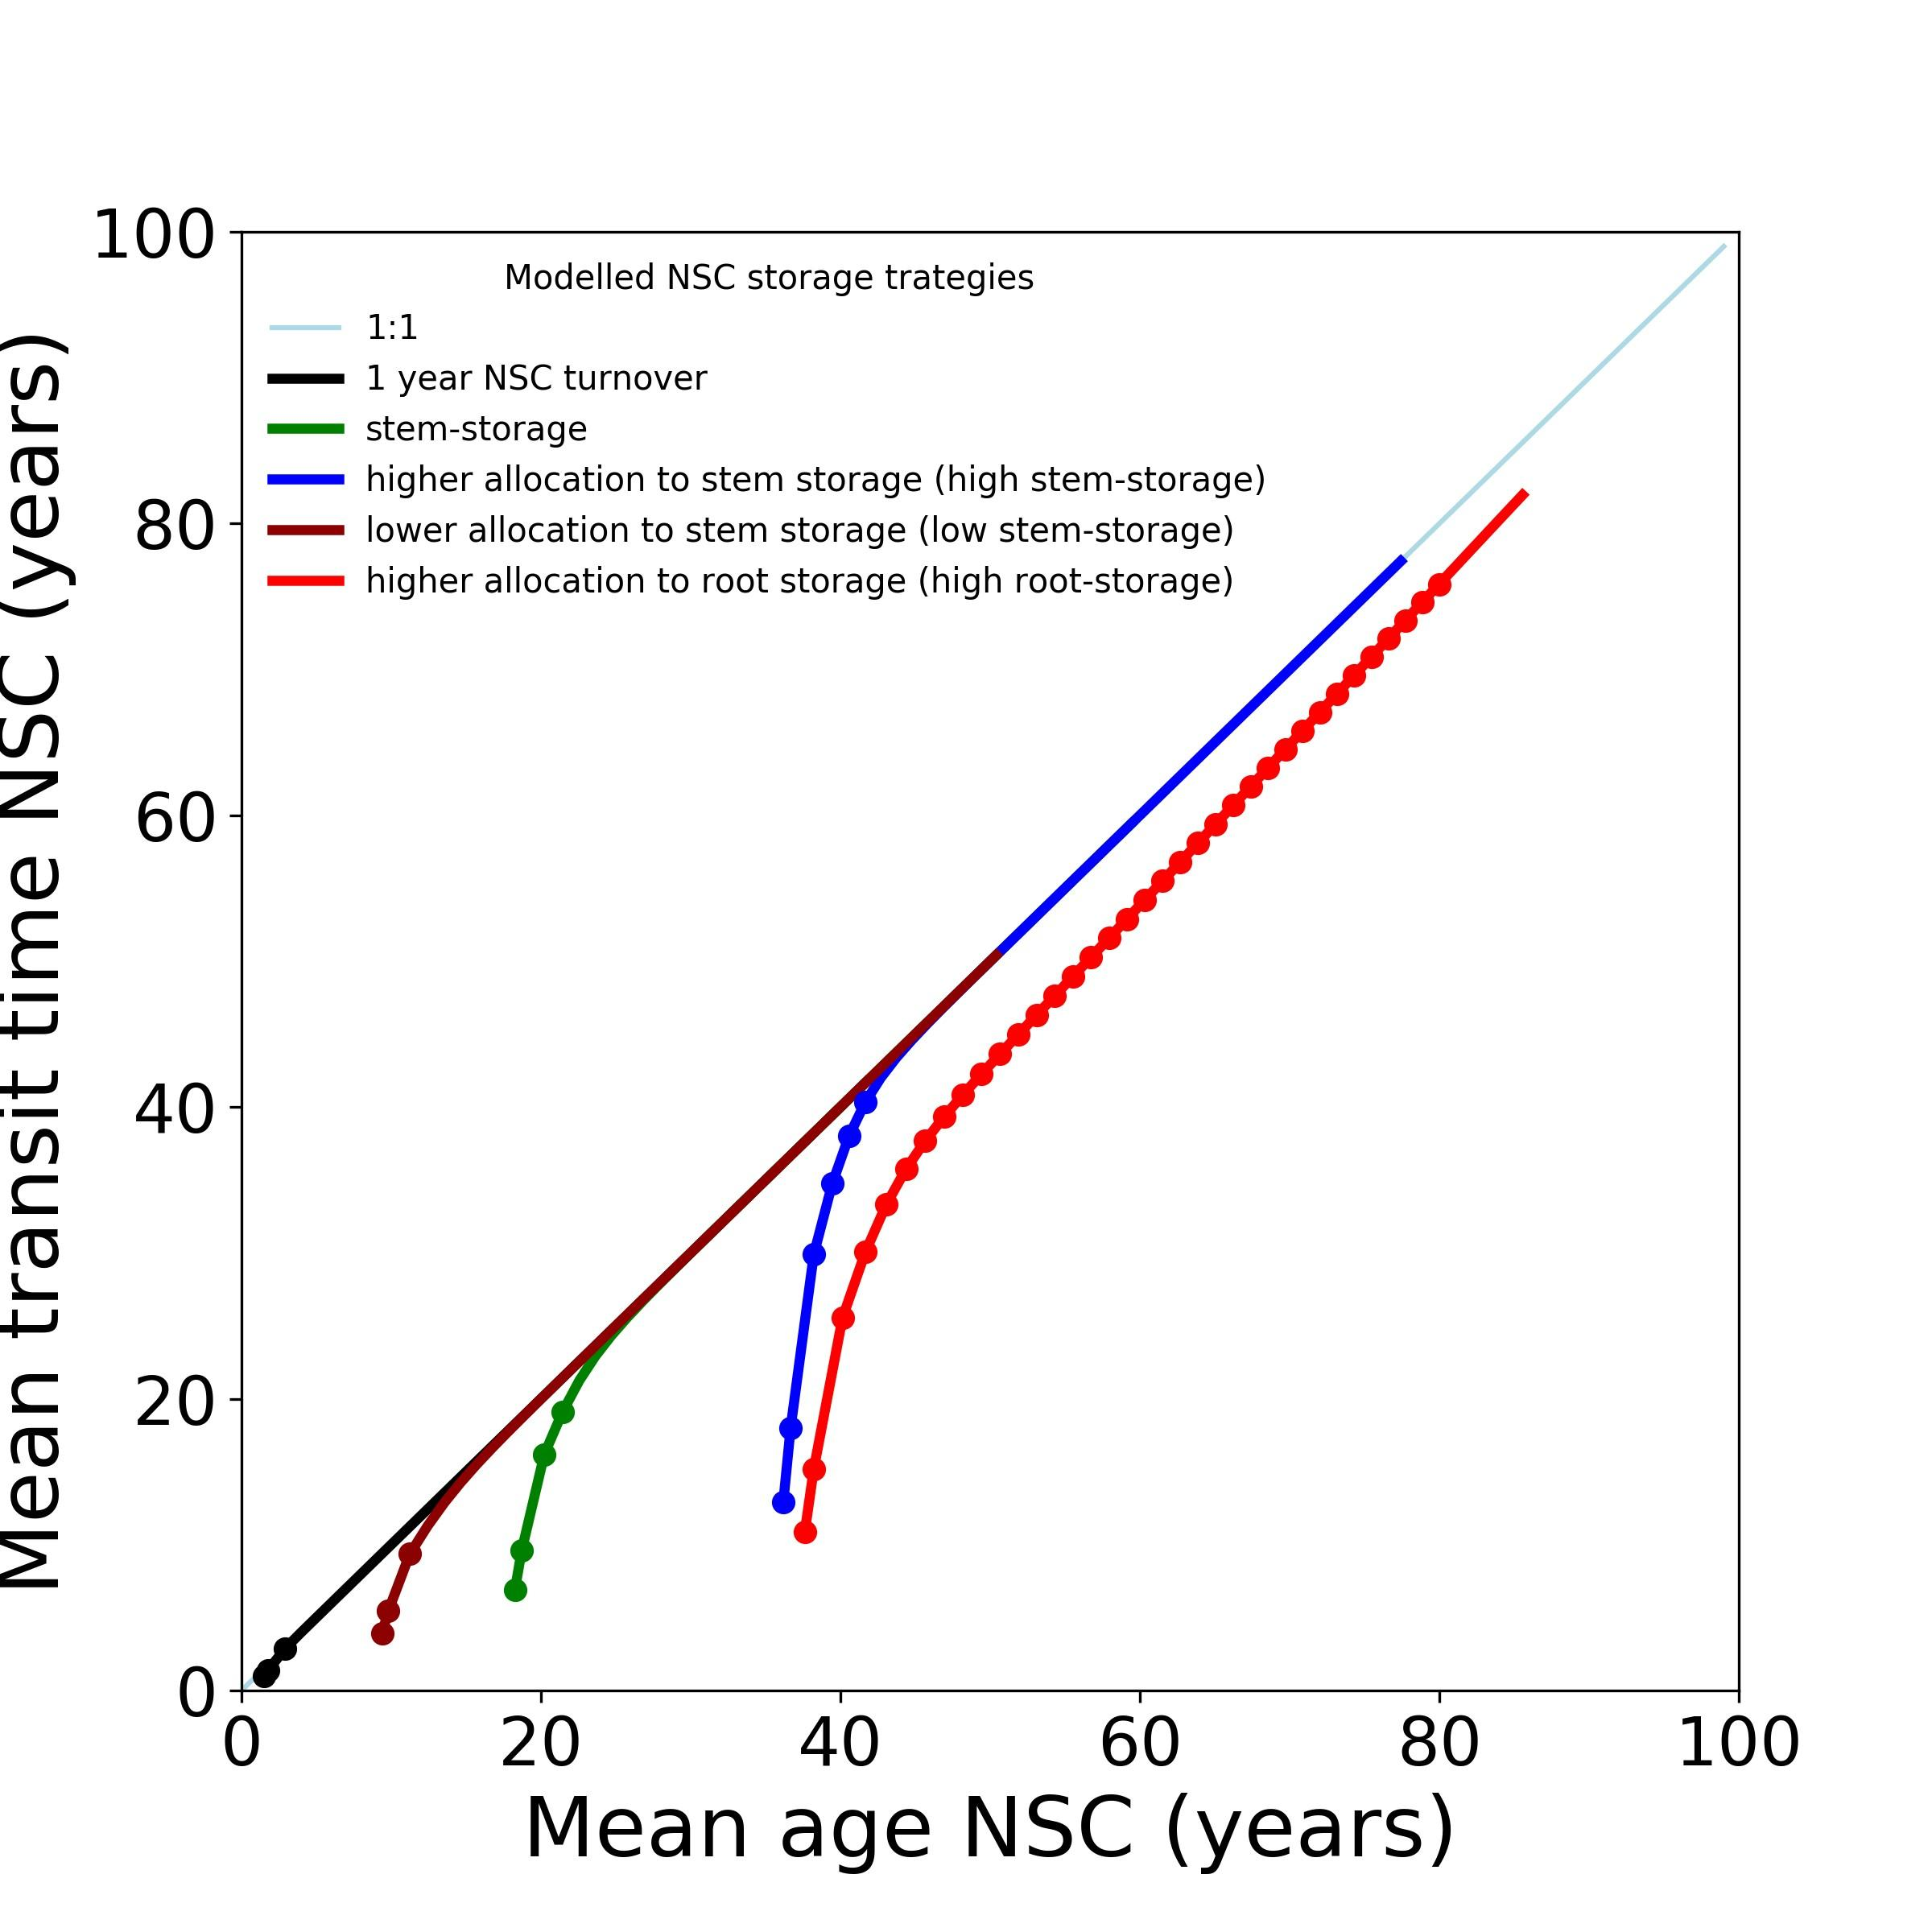 Modelled NSC storage trategies
1:1
1 year NSC turnover
stem-storage
higher allocation to stem storage (high stem-storage)
lower allocation to stem storage (low stem-storage)
higher allocation to root storage (high root-storage)
Mean transit time NSC (years)
100
80
60
40
20
0
0 20 40 60 80 100
Mean age NSC (years)